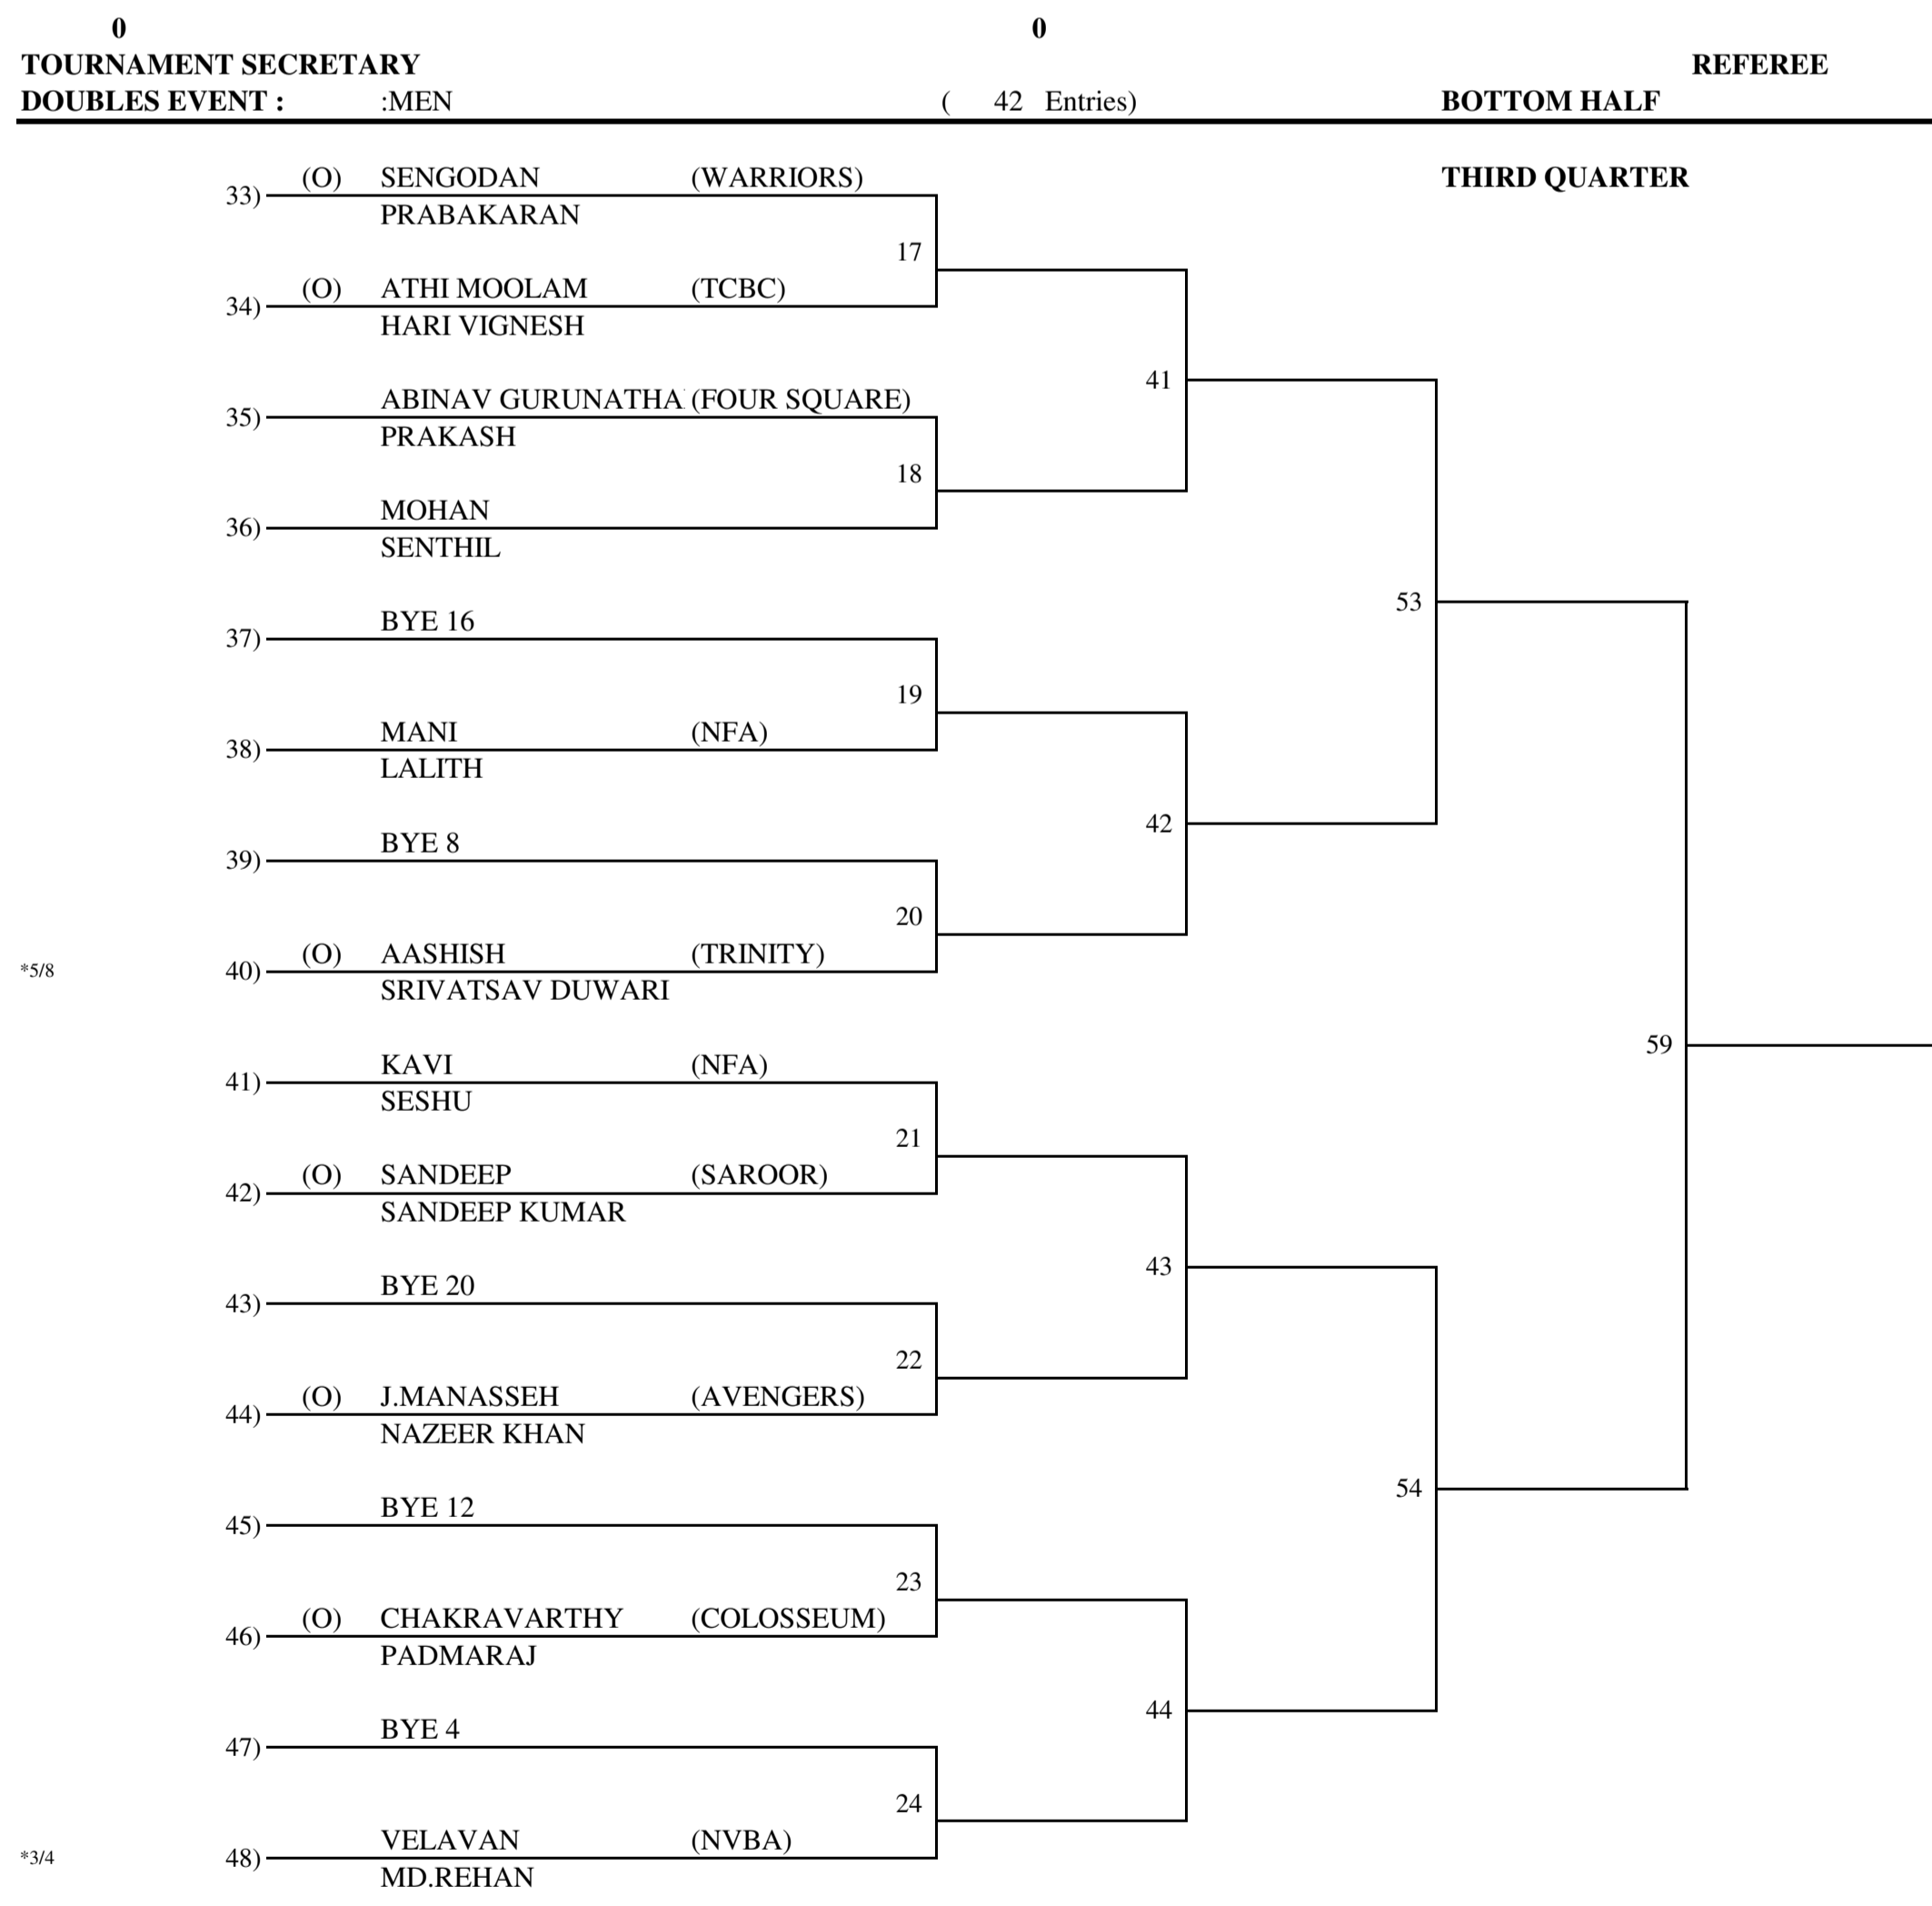 0 0
TOURNAMENT SECRETARY REFEREE
DOUBLES EVENT : :MEN ( 42 Entries) BOTTOM HALF
33) (O) SENGODAN (WARRIORS) THIRD QUARTER
PRABAKARAN
17
34) (O) ATHI MOOLAM (TCBC)
HARI VIGNESH
41
35) ABINAV GURUNATHA (FOUR SQUARE)
PRAKASH
18
36) MOHAN
SENTHIL
53
37) BYE 16
19
38) MANI (NFA)
LALITH
42
39) BYE 8
20
*5/8 40) (O) AASHISH (TRINITY)
SRIVATSAV DUWARI
59
41) KAVI (NFA)
SESHU
21
42) (O) SANDEEP (SAROOR)
SANDEEP KUMAR
43
43) BYE 20
22
44) (O) J.MANASSEH (AVENGERS)
NAZEER KHAN
54
45) BYE 12
23
46) (O) CHAKRAVARTHY (COLOSSEUM)
PADMARAJ
44
47) BYE 4
24
*3/4 48) VELAVAN (NVBA)
MD.REHAN